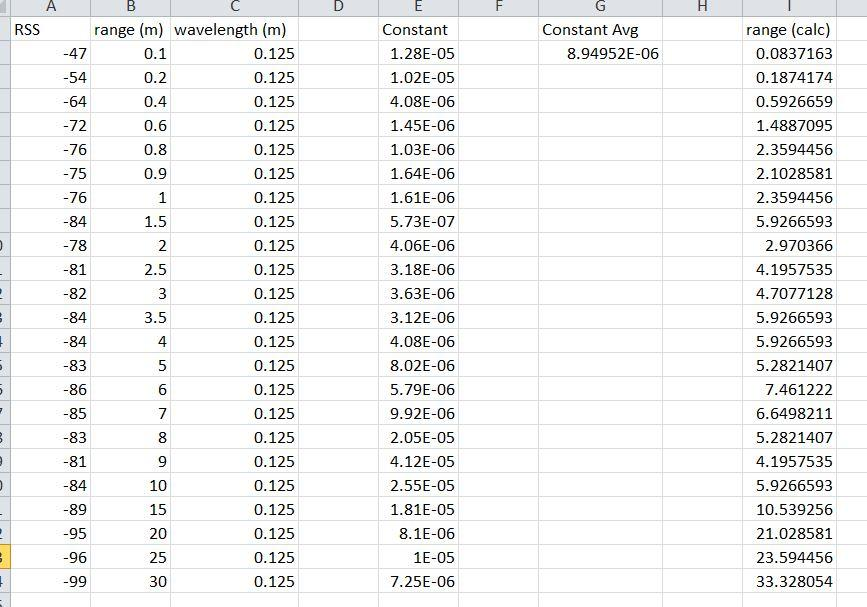 A B C D E F G H I
RSS range (m) wavelength (m) Constant Constant Avg range (calc)
-47 0.1 0.125 1.28E-05 8.94952E-06 0.0837163
-54 0.2 0.125 1.02E-05 0.1874174
-64 0.4 0.125 4.08E-06 0.5926659
-72 0.6 0.125 1.45E-06 1.4887095
-76 0.8 0.125 1.03E-06 2.3594456
-75 0.9 0.125 1.64E-06 2.1028581
-76 1 0.125 1.61E-06 2.3594456
-84 1.5 0.125 5.73E-07 5.9266593
-78 2 0.125 4.06E-06 2.970366
-81 2.5 0.125 3.18E-06 4.1957535
-82 3 0.125 3.63E-06 4.7077128
-84 3.5 0.125 3.12E-06 5.9266593
-84 4 0.125 4.08E-06 5.9266593
-83 5 0.125 8.02E-06 5.2821407
-86 6 0.125 5.79E-06 7.461222
-85 7 0.125 9.92E-06 6.6498211
-83 8 0.125 2.05E-05 5.2821407
-81 9 0.125 4.12E-05 4.1957535
-84 10 0.125 2.55E-05 5.9266593
-89 15 0.125 1.81E-05 10.539256
-95 20 0.125 8.1E-06 21.028581
-96 25 0.125 1E-05 23.594456
-99 30 0.125 7.25E-06 33.328054